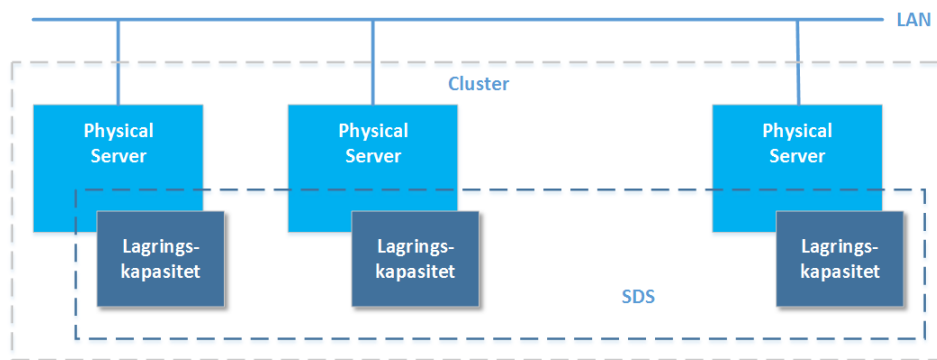 LAN
Cluster
Physical
Server
Physical
Server
Physical
Server
Lagrings-
kapasitet
Lagrings-
kapasitet
Lagrings-
kapasitet
SDS